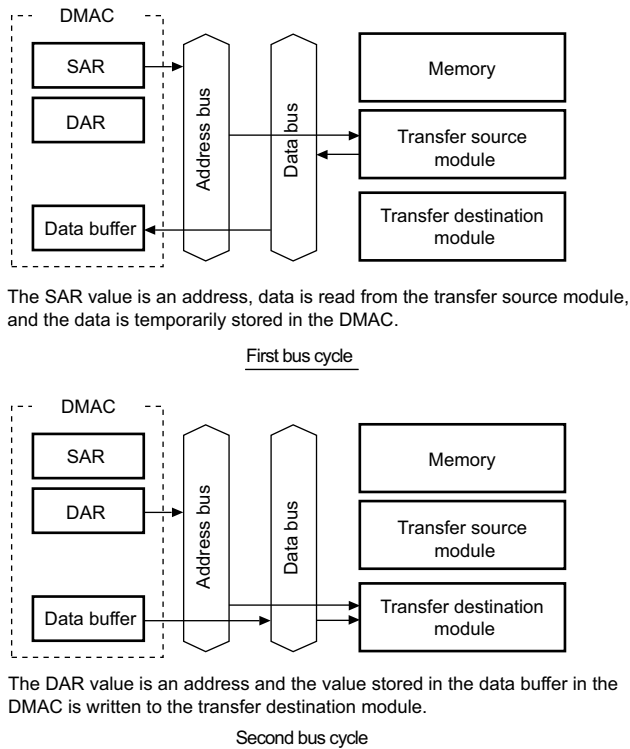 DMAC
SAR
DAR
Data buffer
Address bus
Data bus
Memory
Transfer source
module
Transfer destination
module
The SAR value is an address, data is read from the transfer source module,
and the data is temporarily stored in the DMAC.
First bus cycle
DMAC
SAR
DAR
Data buffer
Address bus
Data bus
Memory
Transfer source
module
Transfer destination
module
The DAR value is an address and the value stored in the data buffer in the
DMAC is written to the transfer destination module.
Second bus cycle